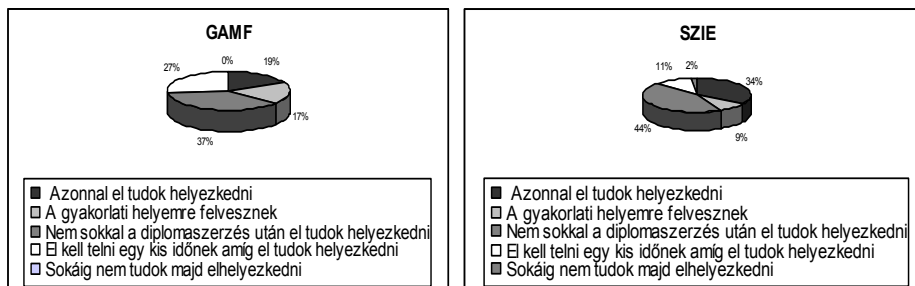 GAMF
0%
19%
27%
17%
37%
Azonnal el tudok helyezkedni
A gyakorlati helyemre felvesznek
Nem sokkal a diplomaszerzés után el tudok helyezkedni
El kell telni egy kis időnek amíg el tudok helyezkedni
Sokáig nem tudok majd elhelyezkedni
SZIE
2%
11%
34%
44%
9%
Azonnal el tudok helyezkedni
A gyakorlati helyemre felvesznek
Nem sokkal a diplomaszerzés után el tudok helyezkedni
El kell telni egy kis időnek amíg el tudok helyezkedni
Sokáig nem tudok majd elhelyezkedni